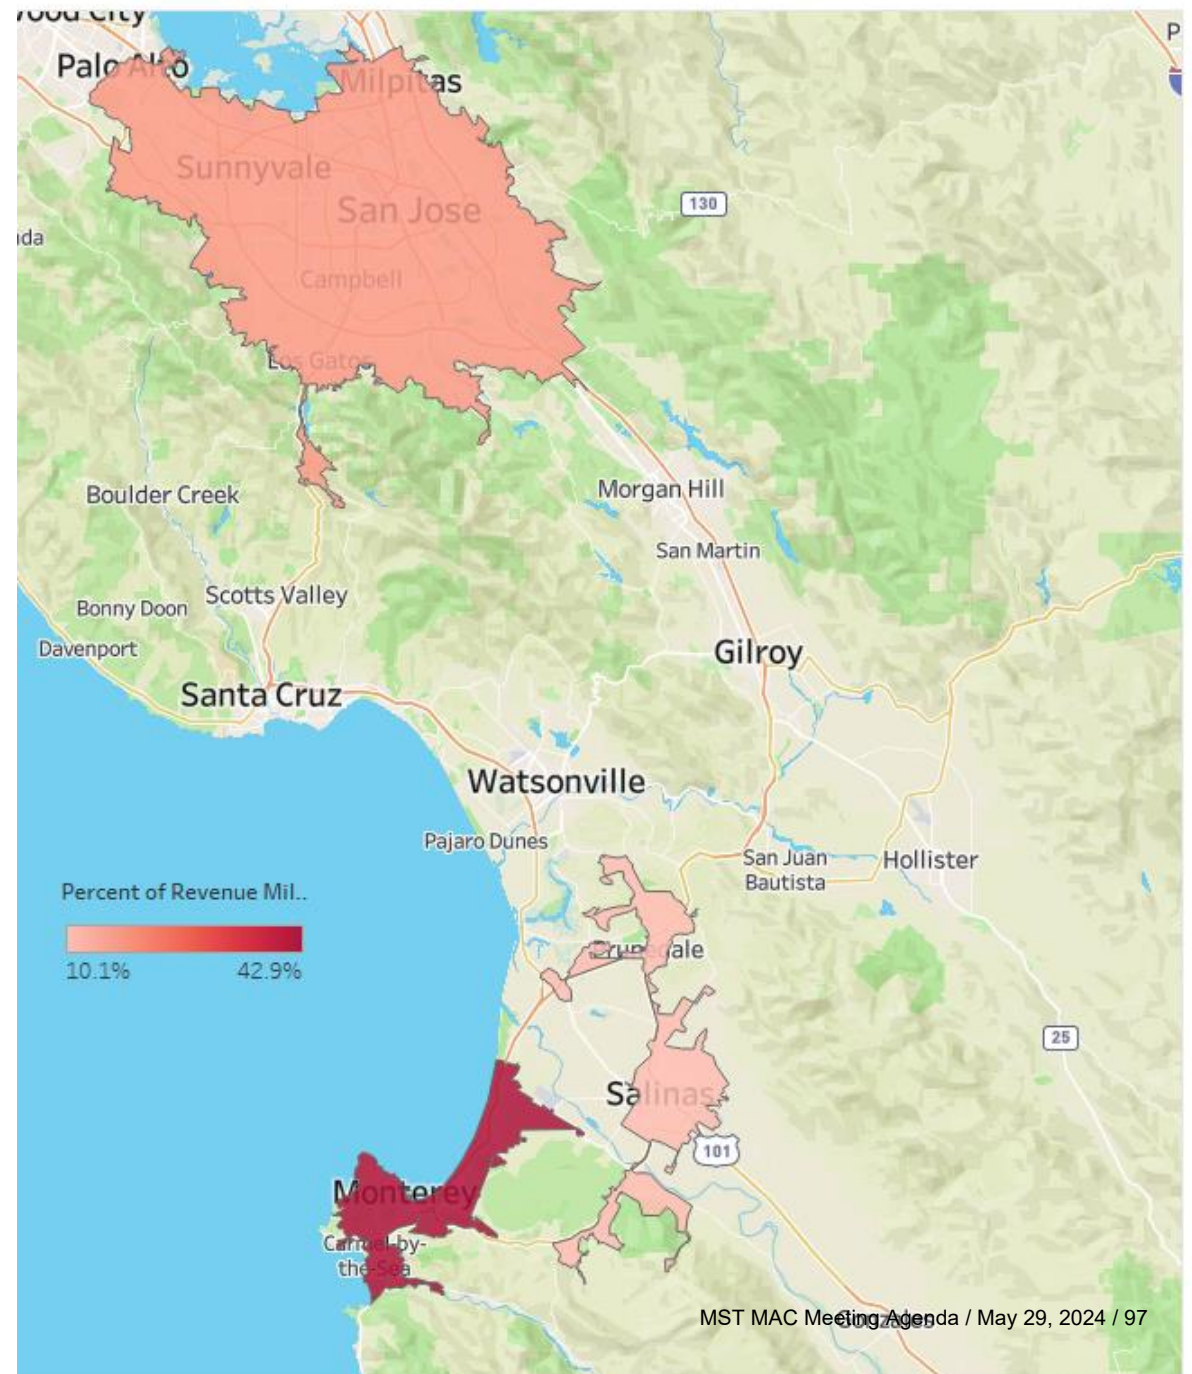 Palo Alto
Milpitas
Sunnyvale
San Jose
130
Campbell
Los Gatos
Boulder Creek
Morgan Hill
San Martin
Scotts Valley
Bonny Doon
Davenport
Gilroy
Santa Cruz
Watsonville
Pajaro Dunes
San Juan
Bautista
Hollister
Percent of Revenue Mil..
10.1%
42.9%
Prunedale
25
Salinas
101
Monterey
Carmel-by-
the-Sea
Gonzales
MST MAC Meeting Agenda / May 29, 2024 / 97